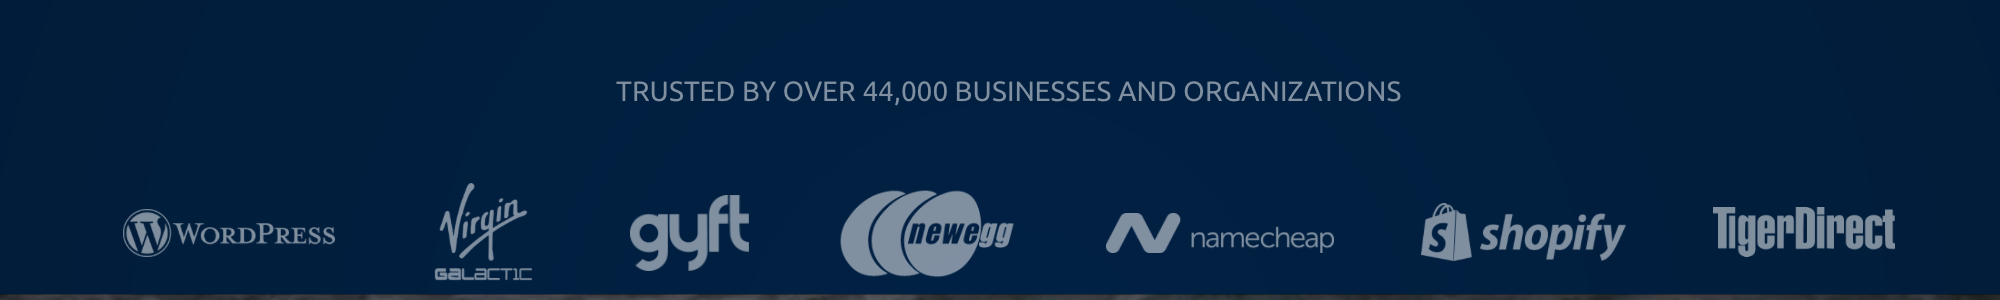 TRUSTED BY OVER 44,000 BUSINESSES AND ORGANIZATIONS
WORDPRESS
Virgin GALACTIC
gyft
newegg
namecheap
shopify
TigerDirect